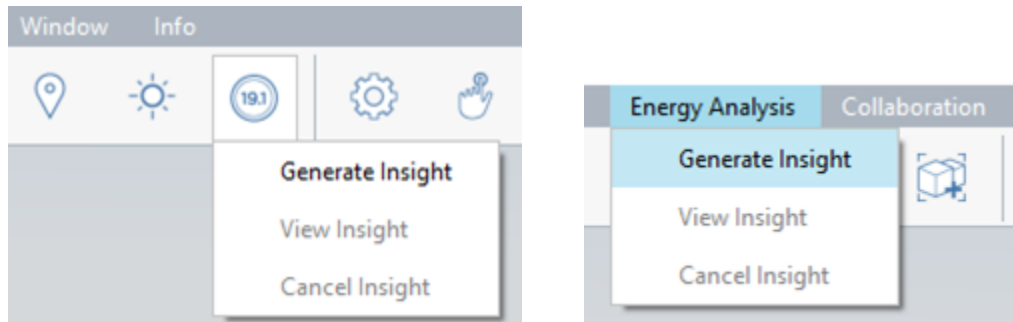 Window Info
19.1
Generate Insight
View Insight
Cancel Insight
Energy Analysis Collaboration
Generate Insight
View Insight
Cancel Insight